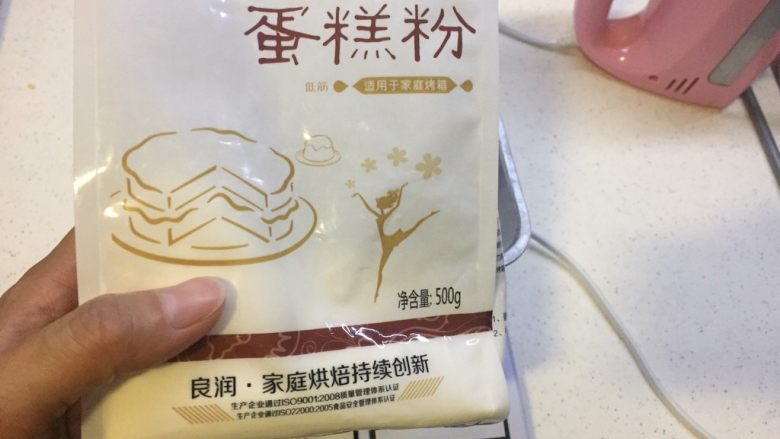 蛋糕粉
低筋 适用于家庭烤箱
净含量: 500g
良润·家庭烘焙持续创新
生产企业通过ISO9001:2008质量管理体系认证
生产企业通过ISO22000:2005食品安全管理体系认证